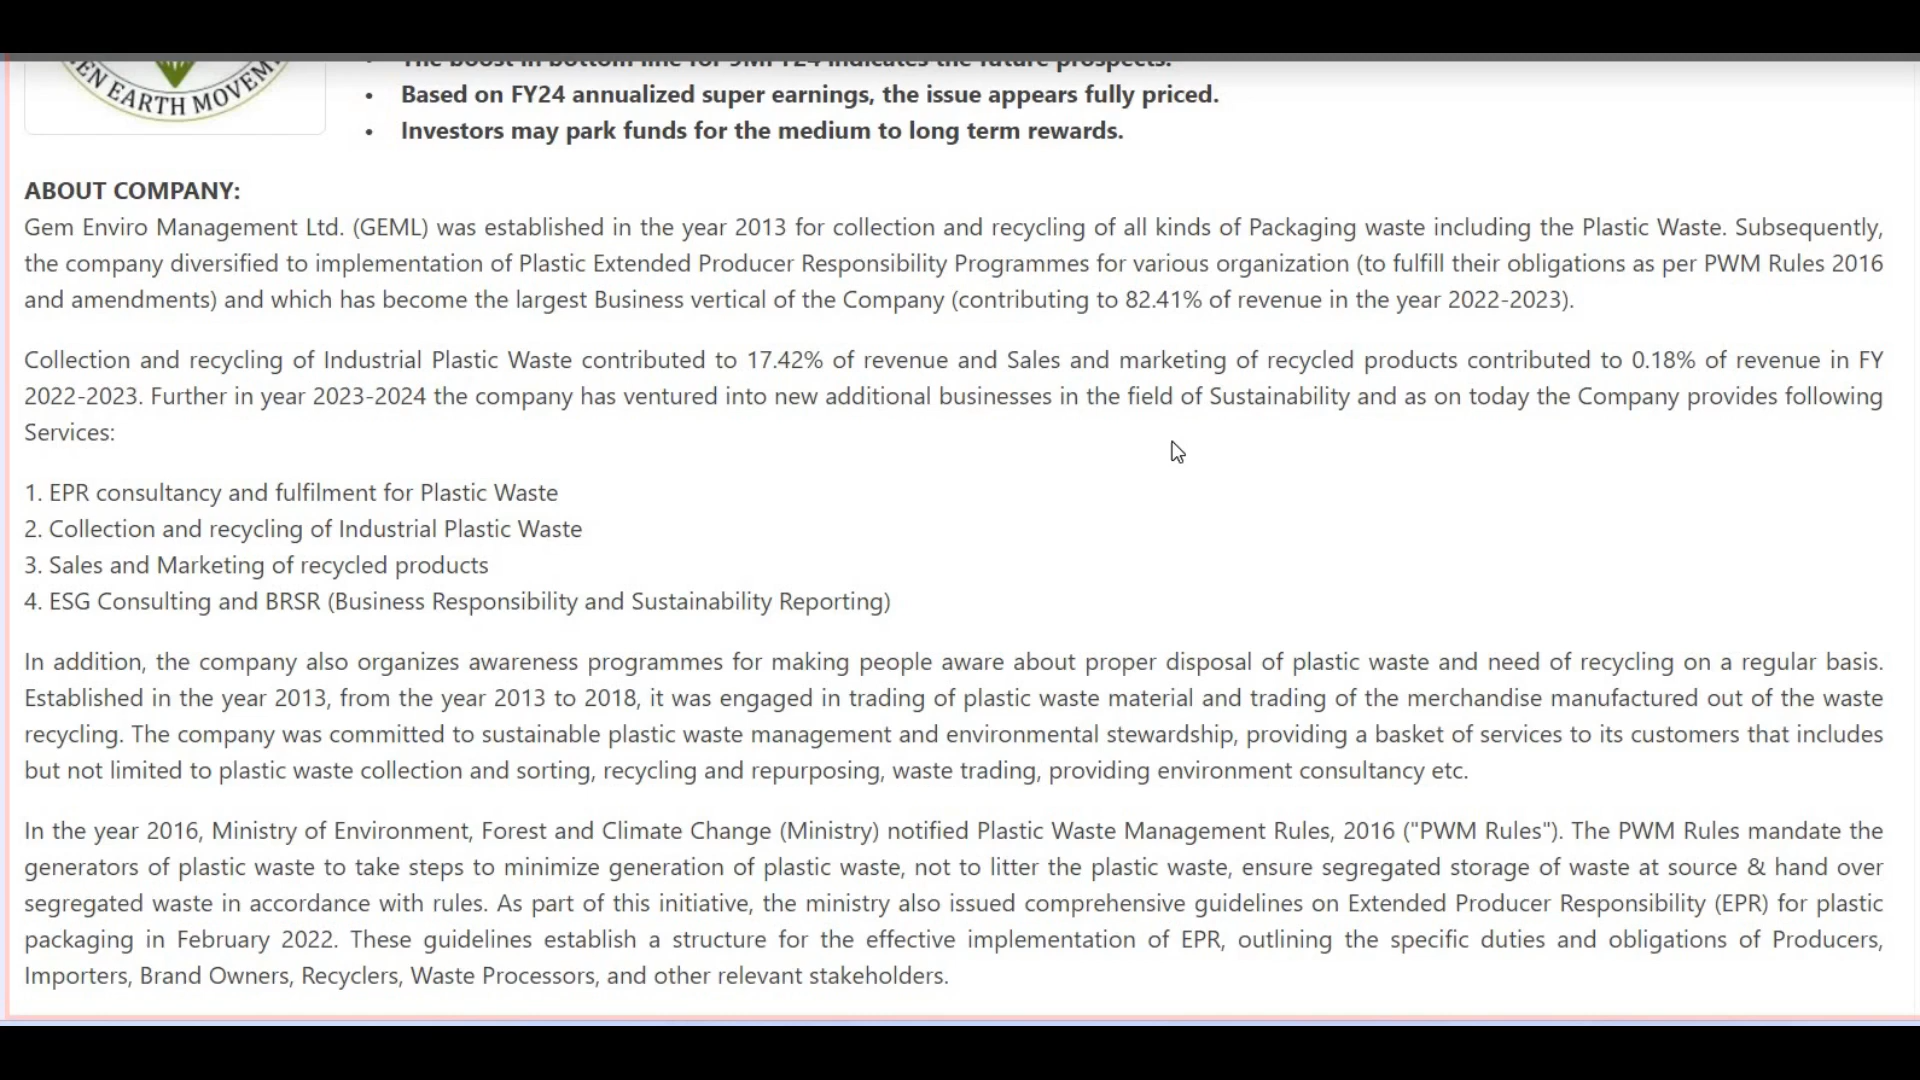 EN EARTH MOVEM
• The boost in bottom line for 9MFY24 indicates the future prospects.
• Based on FY24 annualized super earnings, the issue appears fully priced.
• Investors may park funds for the medium to long term rewards.
ABOUT COMPANY:
Gem Enviro Management Ltd. (GEML) was established in the year 2013 for collection and recycling of all kinds of Packaging waste including the Plastic Waste. Subsequently,
the company diversified to implementation of Plastic Extended Producer Responsibility Programmes for various organization (to fulfill their obligations as per PWM Rules 2016
and amendments) and which has become the largest Business vertical of the Company (contributing to 82.41% of revenue in the year 2022-2023).
Collection and recycling of Industrial Plastic Waste contributed to 17.42% of revenue and Sales and marketing of recycled products contributed to 0.18% of revenue in FY
2022-2023. Further in year 2023-2024 the company has ventured into new additional businesses in the field of Sustainability and as on today the Company provides following
Services:
1. EPR consultancy and fulfilment for Plastic Waste
2. Collection and recycling of Industrial Plastic Waste
3. Sales and Marketing of recycled products
4. ESG Consulting and BRSR (Business Responsibility and Sustainability Reporting)
In addition, the company also organizes awareness programmes for making people aware about proper disposal of plastic waste and need of recycling on a regular basis.
Established in the year 2013, from the year 2013 to 2018, it was engaged in trading of plastic waste material and trading of the merchandise manufactured out of the waste
recycling. The company was committed to sustainable plastic waste management and environmental stewardship, providing a basket of services to its customers that includes
but not limited to plastic waste collection and sorting, recycling and repurposing, waste trading, providing environment consultancy etc.
In the year 2016, Ministry of Environment, Forest and Climate Change (Ministry) notified Plastic Waste Management Rules, 2016 ("PWM Rules"). The PWM Rules mandate the
generators of plastic waste to take steps to minimize generation of plastic waste, not to litter the plastic waste, ensure segregated storage of waste at source & hand over
segregated waste in accordance with rules. As part of this initiative, the ministry also issued comprehensive guidelines on Extended Producer Responsibility (EPR) for plastic
packaging in February 2022. These guidelines establish a structure for the effective implementation of EPR, outlining the specific duties and obligations of Producers,
Importers, Brand Owners, Recyclers, Waste Processors, and other relevant stakeholders.